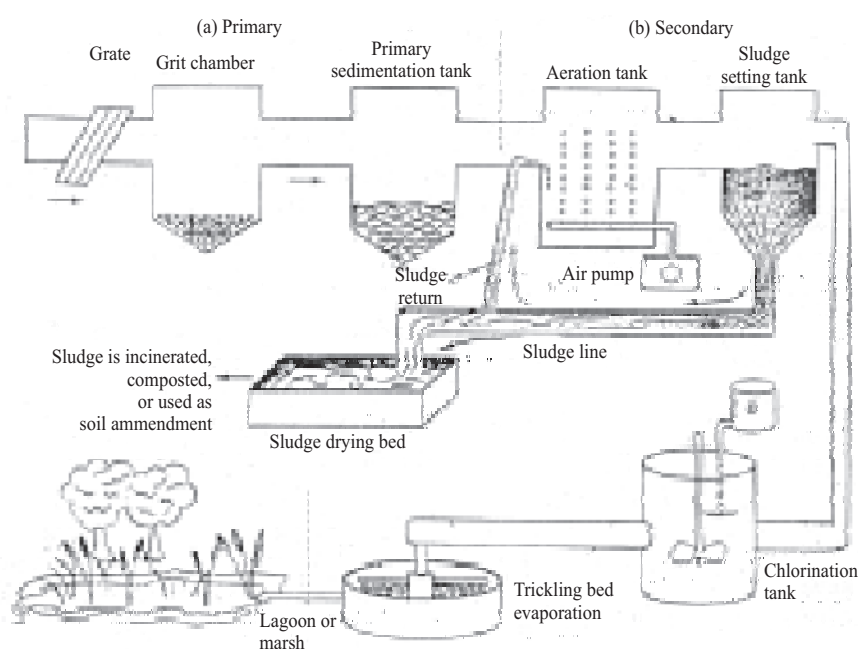 (a) Primary
(b) Secondary
Grate
Grit chamber
Primary
sedimentation tank
Aeration tank
Sludge
setting tank
Sludge
return
Air pump
Sludge line
Sludge is incinerated,
composted,
or used as
soil ammendment
Sludge drying bed
Chlorination
tank
Trickling bed
evaporation
Lagoon or
marsh